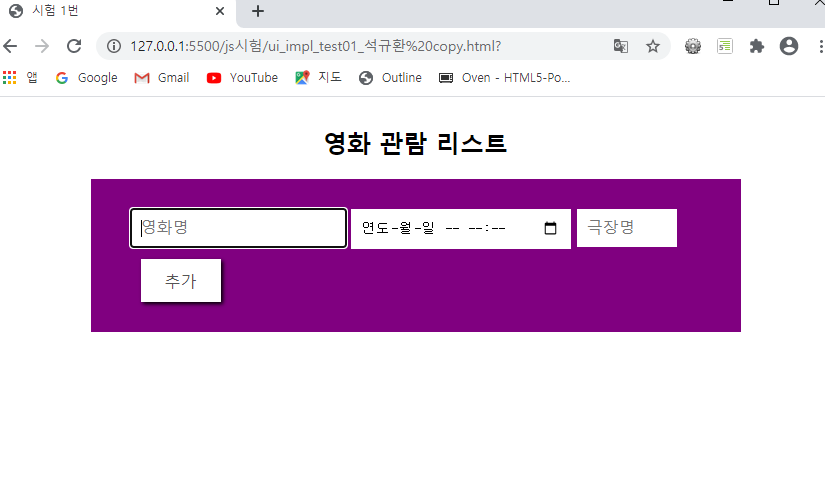 시험 1번
127.0.0.1:5500/js시험/ui_impl_test01_석규환%20copy.html?
앱 Google Gmail YouTube 지도 Outline Oven - HTML5-Po...
영화 관람 리스트
영화명 연도-월-일 -- --:-- 극장명
추가